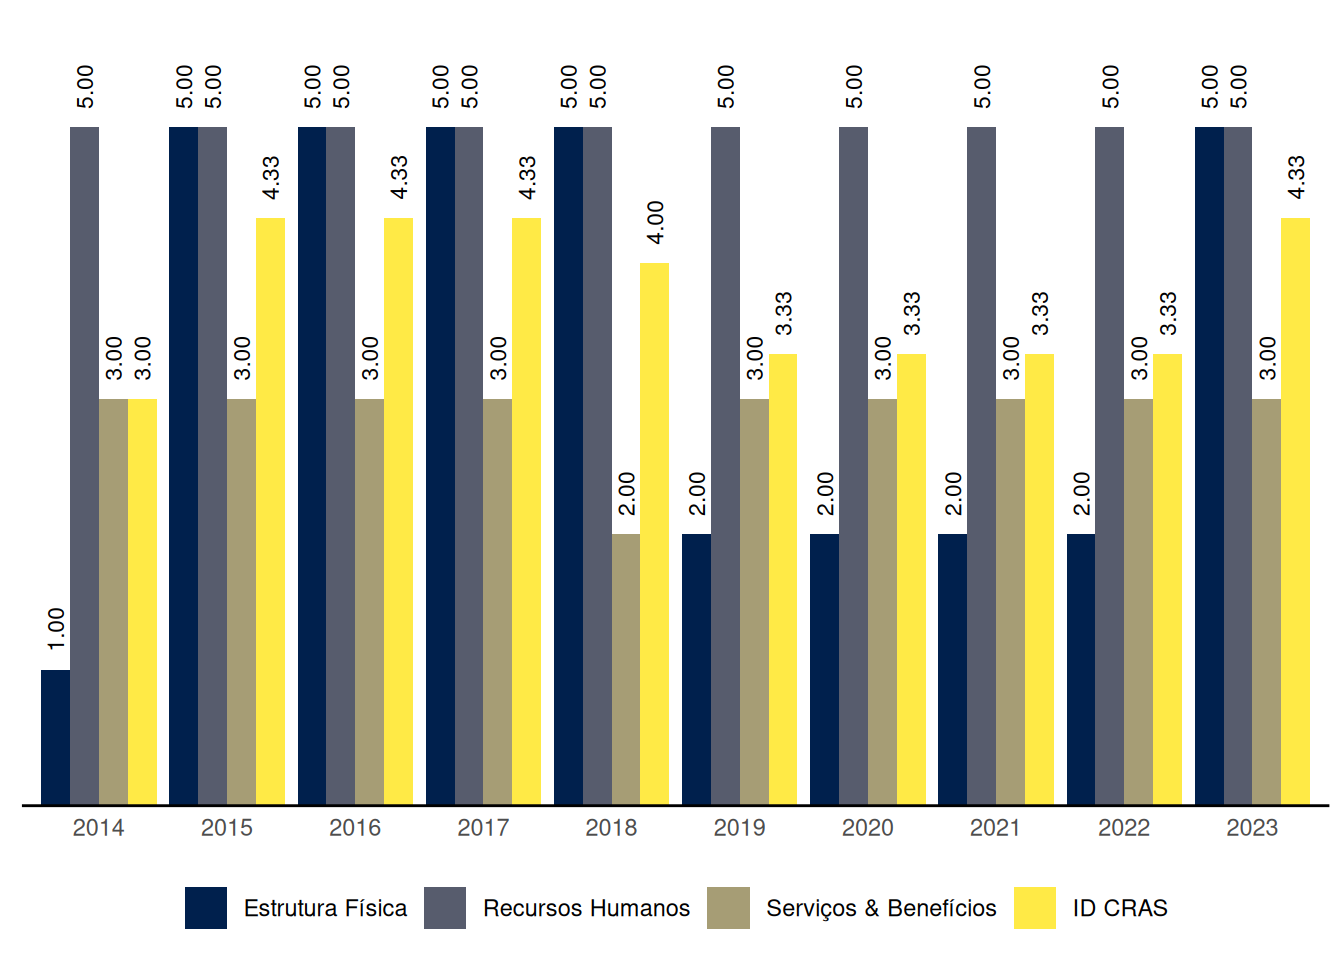 5.00 5.00 5.00 5.00 5.00 5.00 5.00 5.00 5.00 5.00 5.00 5.00 5.00 5.00 5.00
4.33 4.33 4.33 4.33
4.00
3.33 3.33 3.33 3.33
3.00 3.00 3.00 3.00 3.00 3.00 3.00 3.00 3.00 3.00
2.00 2.00 2.00 2.00 2.00
1.00
2014 2015 2016 2017 2018 2019 2020 2021 2022 2023
Estrutura Física Recursos Humanos Serviços & Benefícios ID CRAS